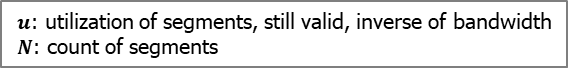 u: utilization of segments, still valid, inverse of bandwidth
N: count of segments